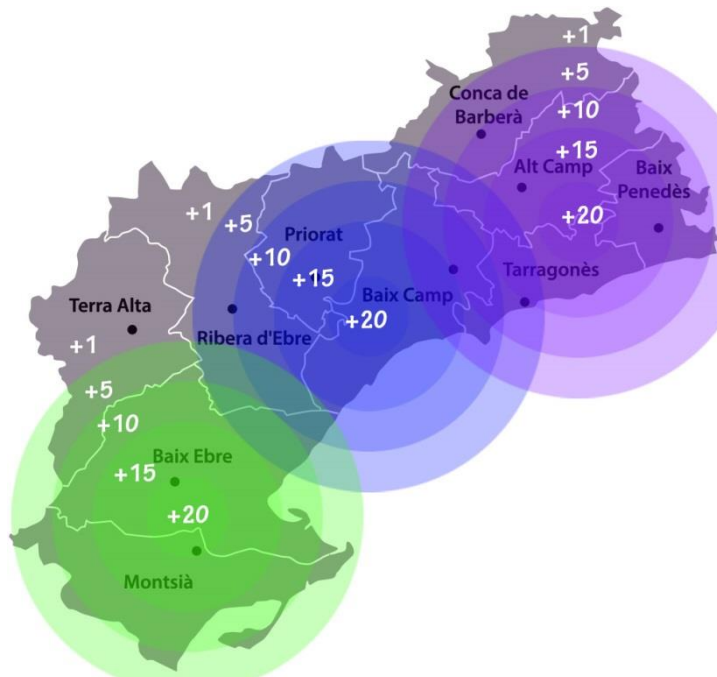 +1
+5
Conca de
Barberà
+10
+15
Alt Camp
Baix
Penedès
+20
+1
+5
Priorat
+10
+15
Tarragonès
Baix Camp
+20
Terra Alta
Ribera d'Ebre
+1
+5
+10
Baix Ebre
+15
+20
Montsià